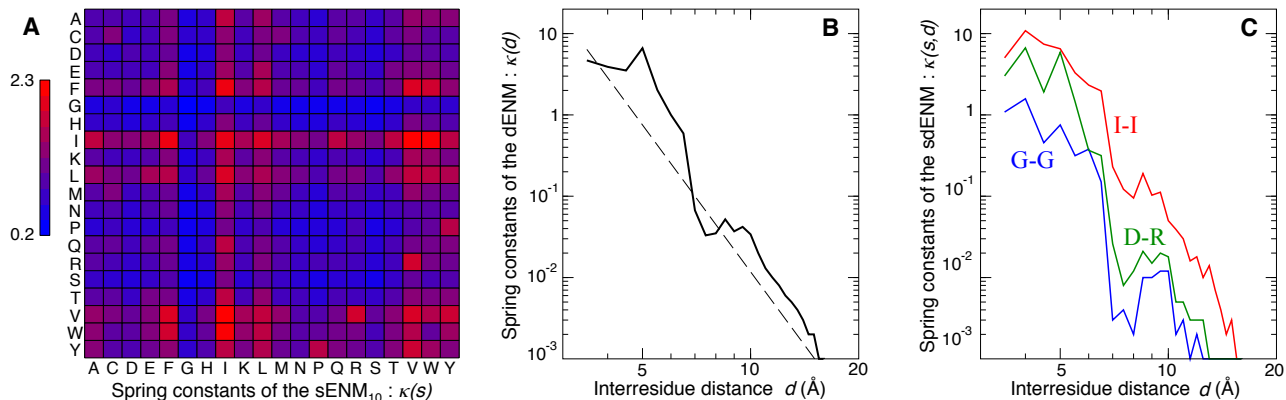 A
2.3
0.2
A
C
D
E
F
G
H
I
K
L
M
N
P
Q
R
S
T
V
W
Y
A C D E F G H I K L M N P Q R S T V W Y
Spring constants of the sENM₁₀ : κ(s)
B
Spring constants of the dENM : κ(d)
10
1
10⁻¹
10⁻²
10⁻³
5 10 20
Interresidue distance d (Å)
C
Spring constants of the sdENM : κ(s,d)
10
1
10⁻¹
10⁻²
10⁻³
I-I
G-G
D-R
5 10 20
Interresidue distance d (Å)